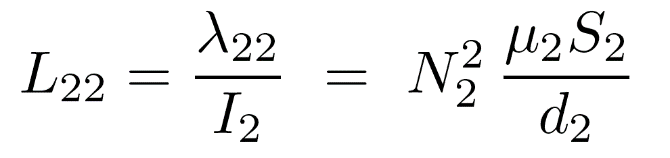 L_{22} = \frac{\lambda_{22}}{I_2} = N_2^2 \frac{\mu_2 S_2}{d_2}